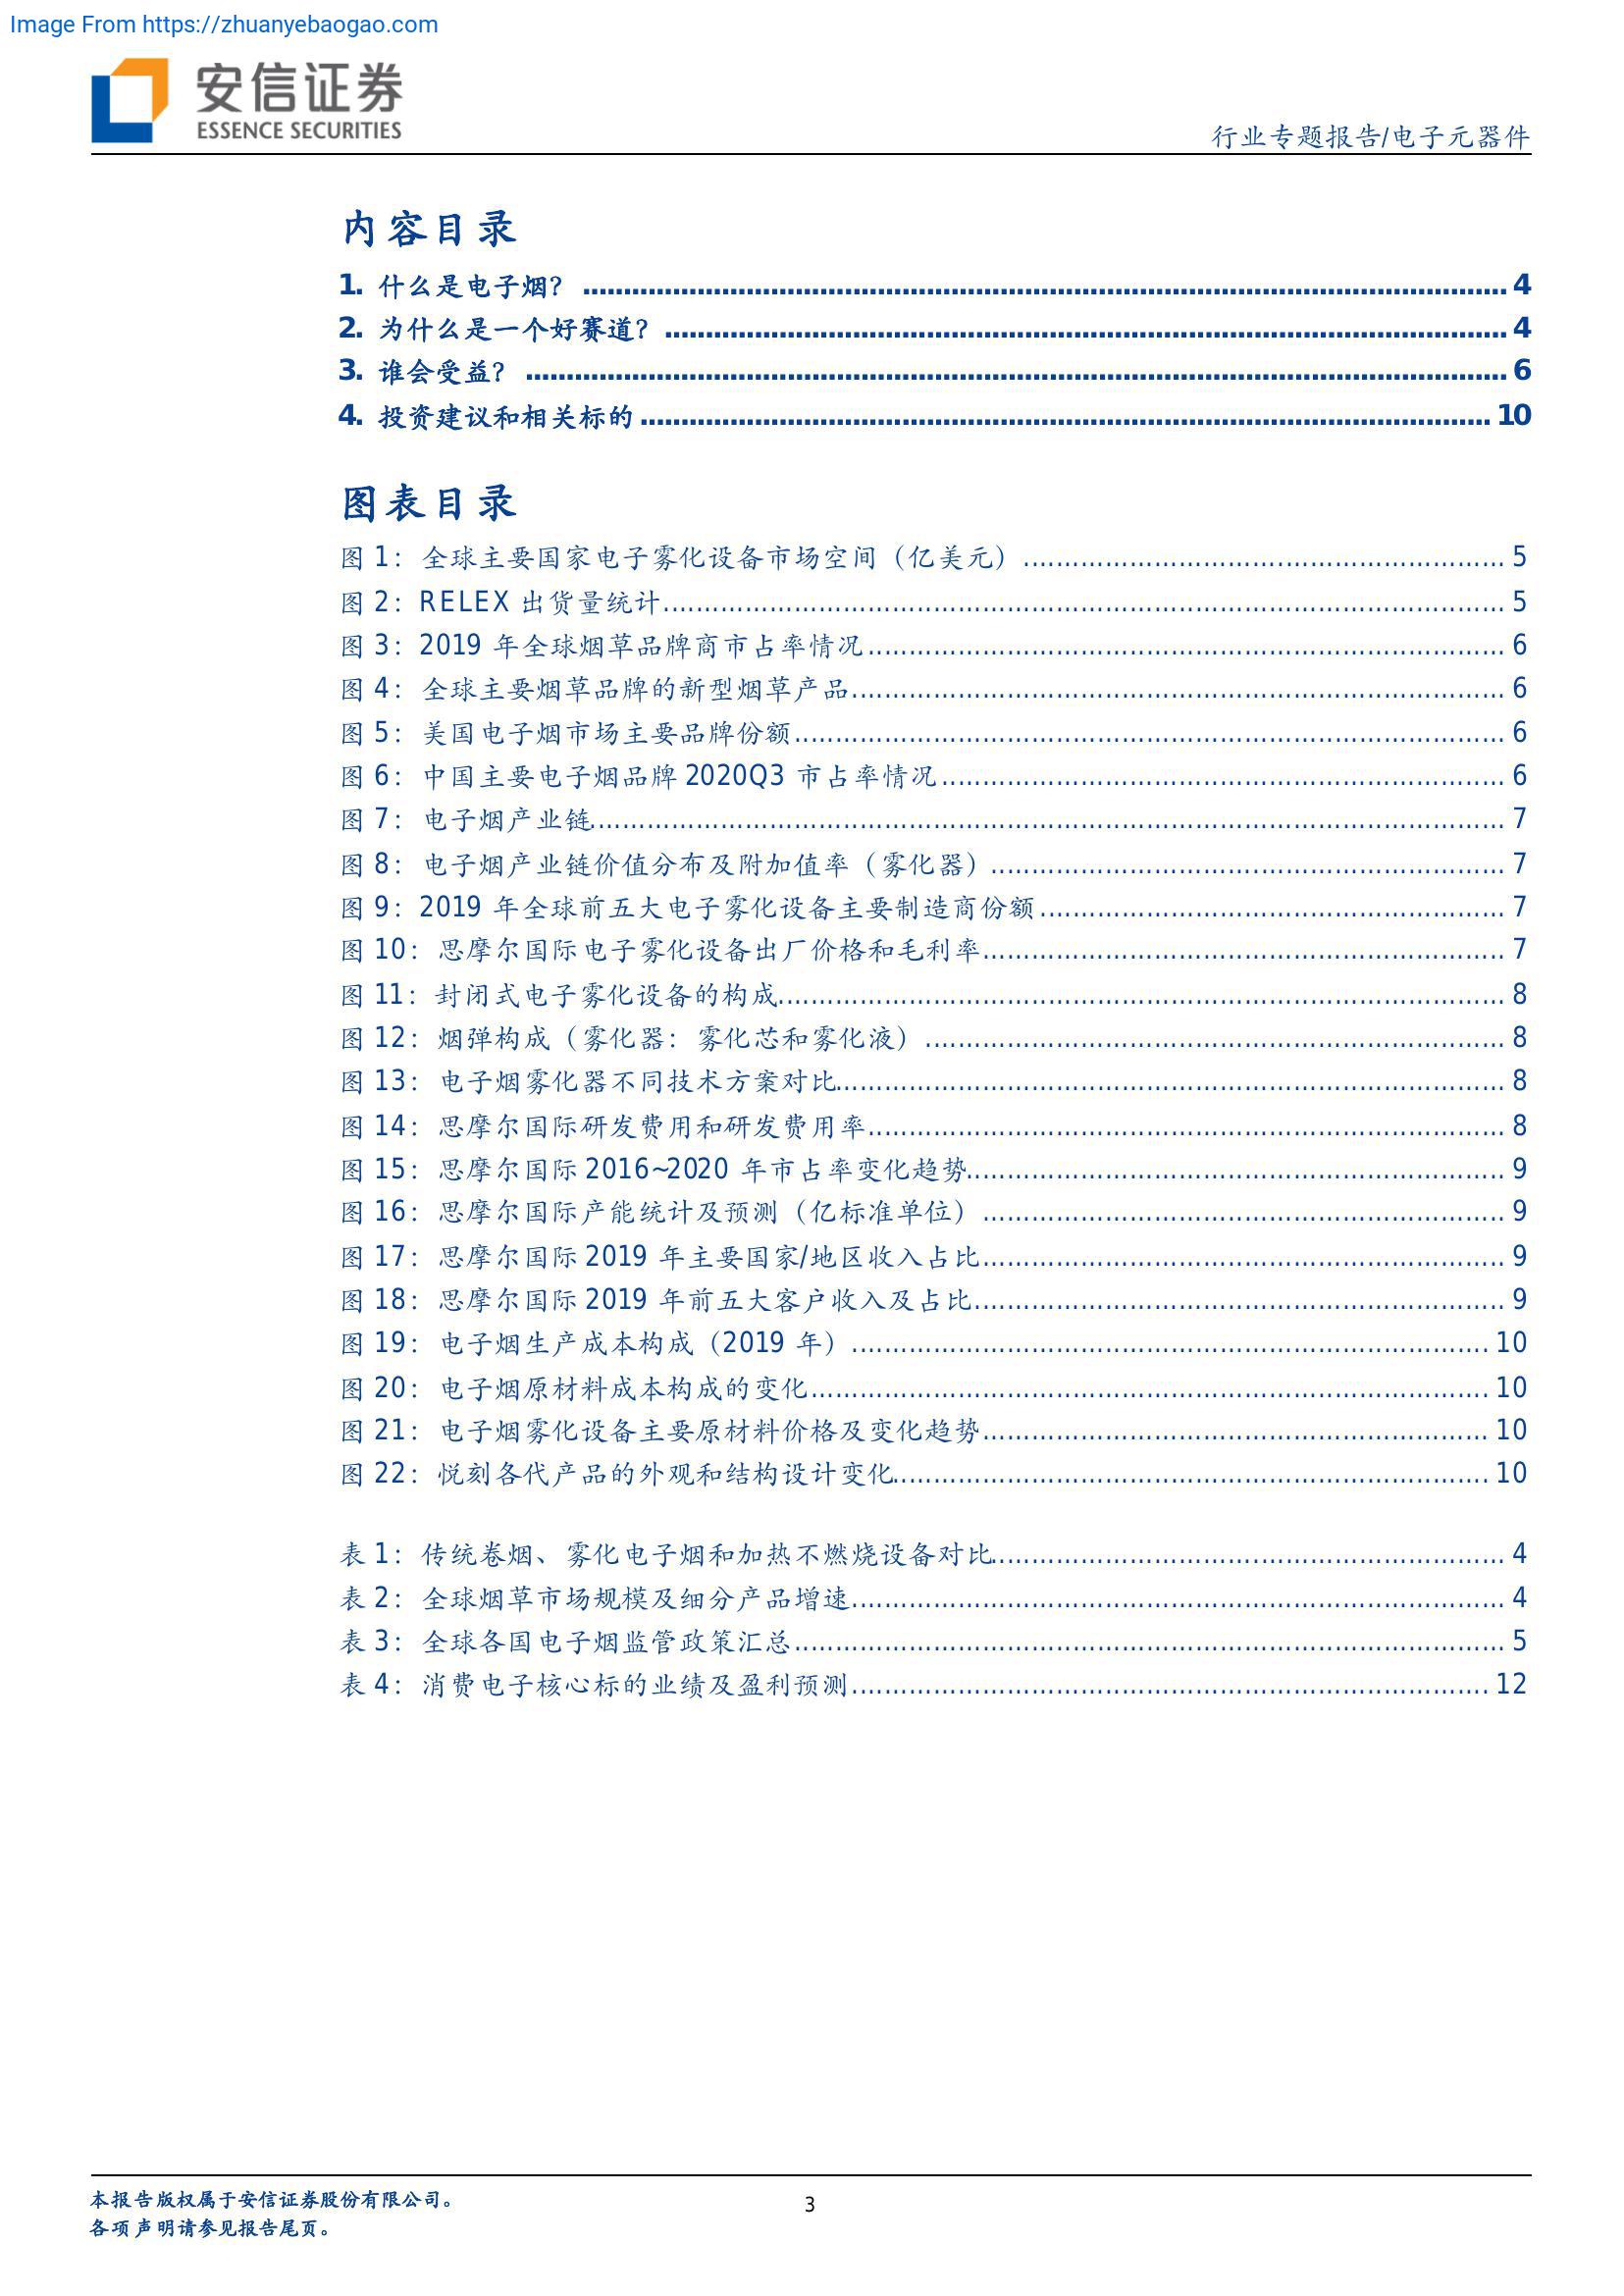 Image From https://zhuanyebaogao.com
安信证券
ESSENCE SECURITIES
行业专题报告/电子元器件
内容目录
1. 什么是电子烟？ 4
2. 为什么是一个好赛道？ 4
3. 谁会受益？ 6
4. 投资建议和相关标的 10
图表目录
图 1：全球主要国家电子雾化设备市场空间（亿美元） 5
图 2：RELEX 出货量统计 5
图 3：2019 年全球烟草品牌商市占率情况 6
图 4：全球主要烟草品牌的新型烟草产品 6
图 5：美国电子烟市场主要品牌份额 6
图 6：中国主要电子烟品牌 2020Q3 市占率情况 6
图 7：电子烟产业链 7
图 8：电子烟产业链价值分布及附加值率（雾化器） 7
图 9：2019 年全球前五大电子雾化设备主要制造商份额 7
图 10：思摩尔国际电子雾化设备出厂价格和毛利率 7
图 11：封闭式电子雾化设备的构成 8
图 12：烟弹构成（雾化器：雾化芯和雾化液） 8
图 13：电子烟雾化器不同技术方案对比 8
图 14：思摩尔国际研发费用和研发费用率 8
图 15：思摩尔国际 2016~2020 年市占率变化趋势 9
图 16：思摩尔国际产能统计及预测（亿标准单位） 9
图 17：思摩尔国际 2019 年主要国家/地区收入占比 9
图 18：思摩尔国际 2019 年前五大客户收入及占比 9
图 19：电子烟生产成本构成（2019 年） 10
图 20：电子烟原材料成本构成的变化 10
图 21：电子烟雾化设备主要原材料价格及变化趋势 10
图 22：悦刻各代产品的外观和结构设计变化 10
表 1：传统卷烟、雾化电子烟和加热不燃烧设备对比 4
表 2：全球烟草市场规模及细分产品增速 4
表 3：全球各国电子烟监管政策汇总 5
表 4：消费电子核心标的业绩及盈利预测 12
本报告版权属于安信证券股份有限公司。
各项声明请参见报告尾页。
3